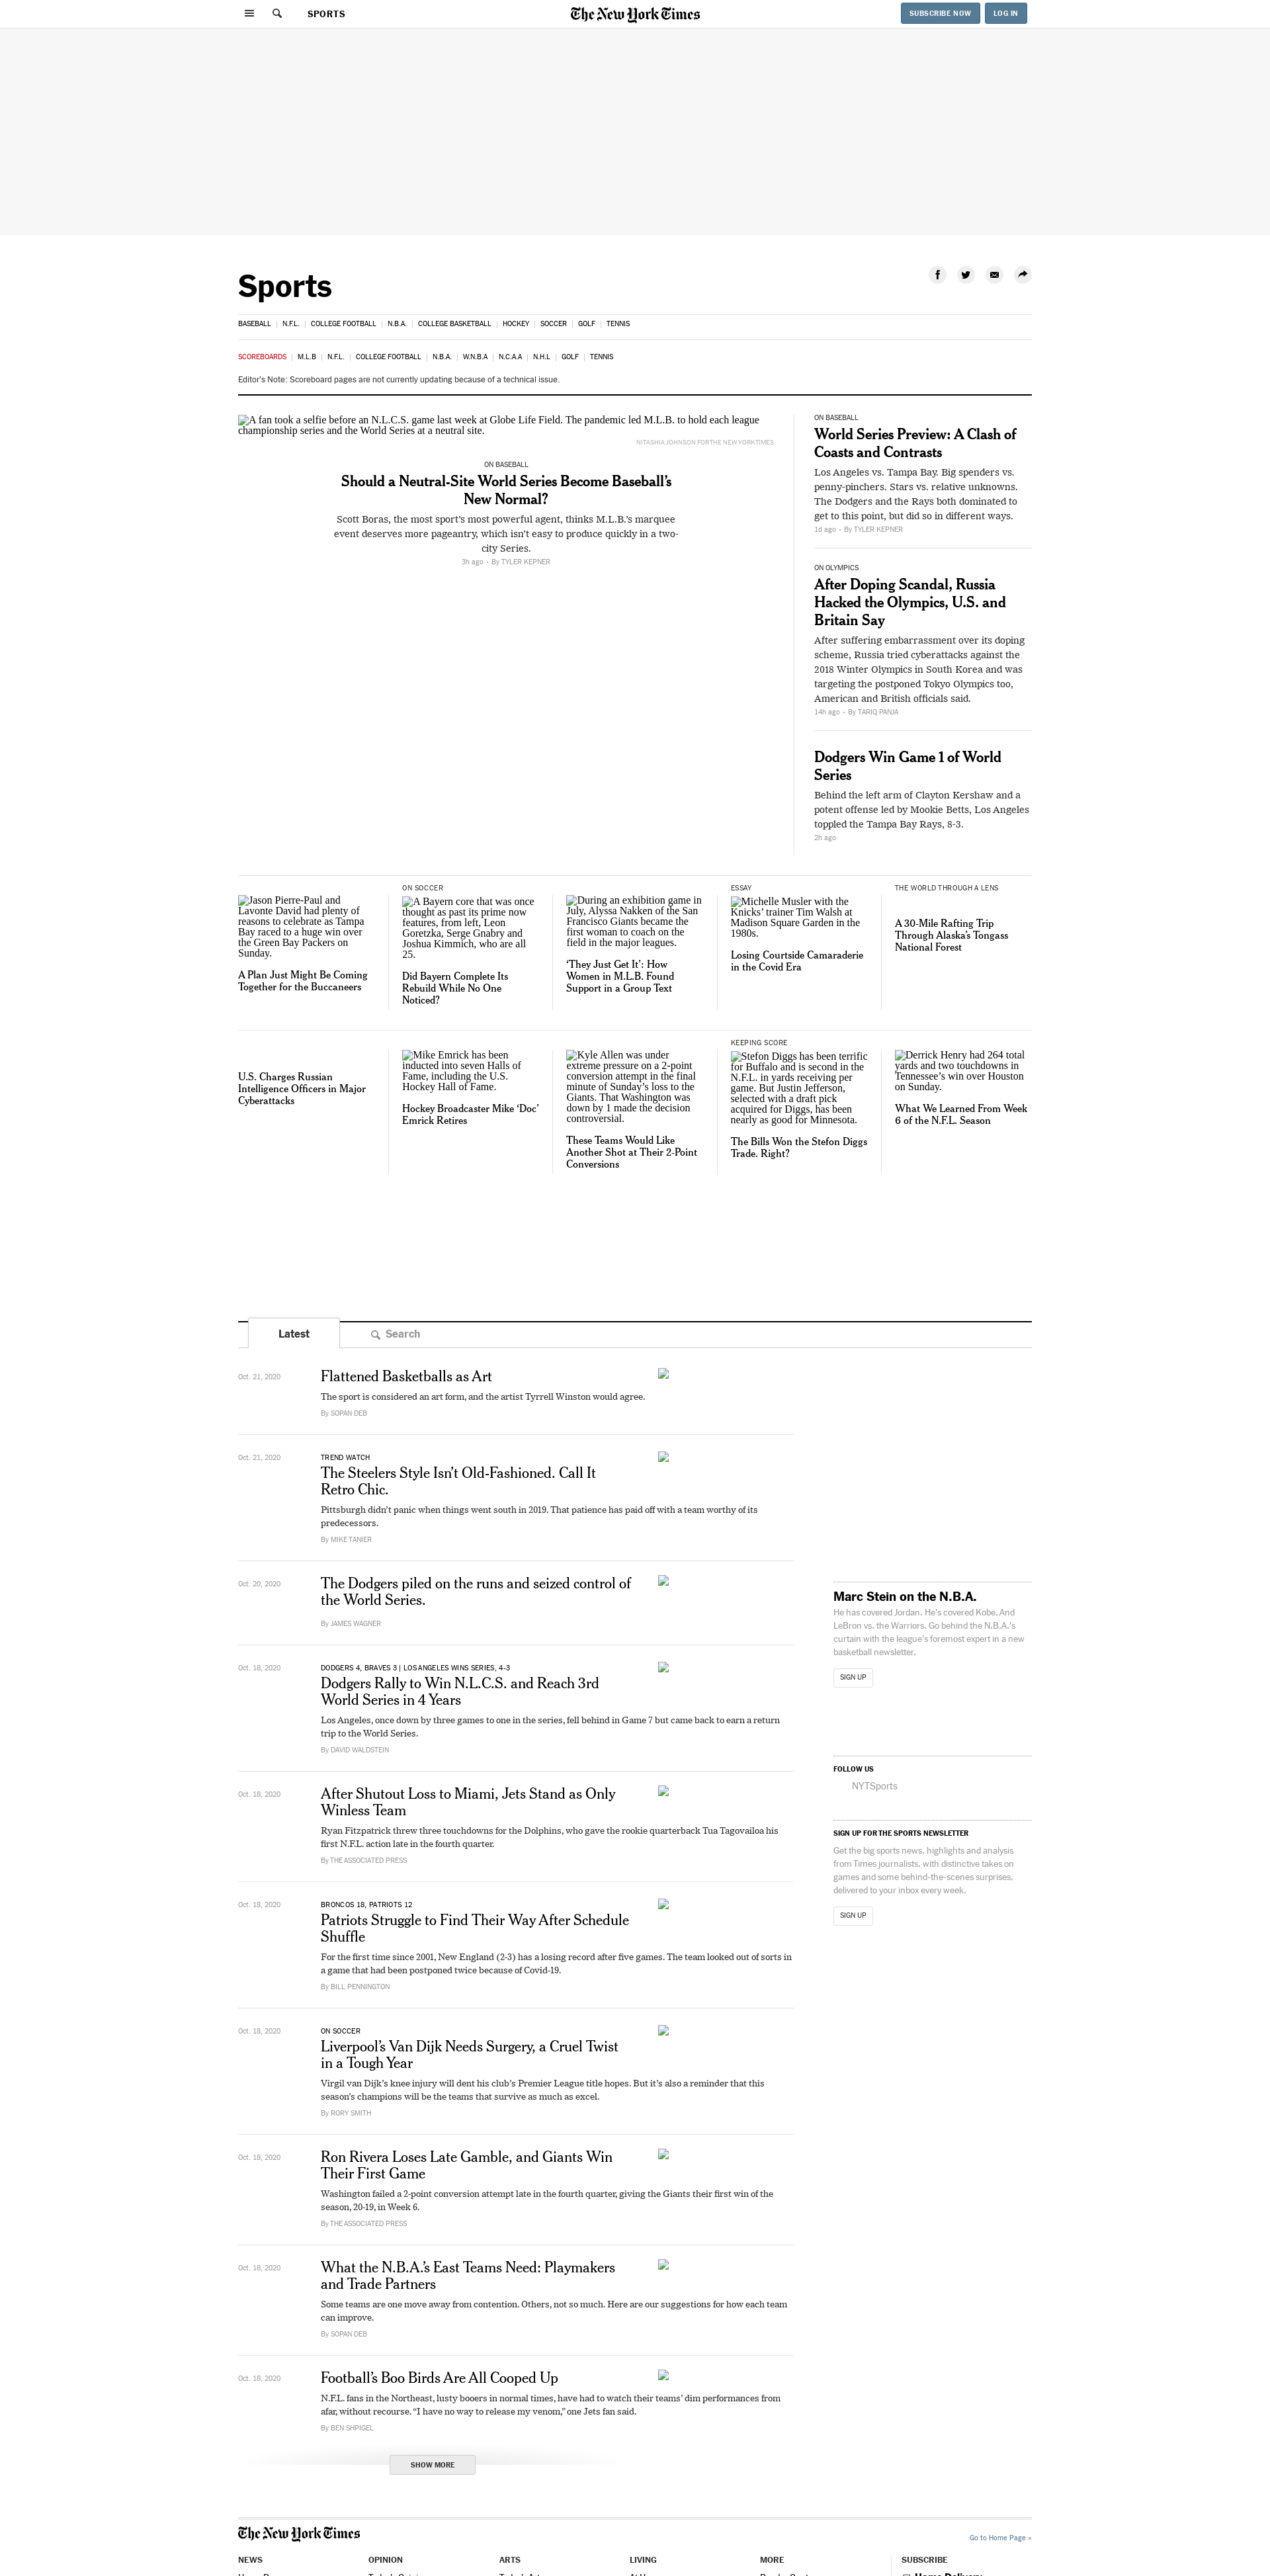 SPORTS
The New York Times
SUBSCRIBE NOW
LOG IN
Sports
BASEBALL | N.F.L. | COLLEGE FOOTBALL | N.B.A. | COLLEGE BASKETBALL | HOCKEY | SOCCER | GOLF | TENNIS
SCOREBOARDS | M.L.B | N.F.L. | COLLEGE FOOTBALL | N.B.A. | W.N.B.A | N.C.A.A | N.H.L | GOLF | TENNIS
Editor's Note: Scoreboard pages are not currently updating because of a technical issue.
A fan took a selfie before an N.L.C.S. game last week at Globe Life Field. The pandemic led M.L.B. to hold each league
championship series and the World Series at a neutral site.
NITASHIA JOHNSON FOR THE NEW YORK TIMES
ON BASEBALL
Should a Neutral-Site World Series Become Baseball's
New Normal?
Scott Boras, the most sport's most powerful agent, thinks M.L.B.'s marquee
event deserves more pageantry, which isn't easy to produce quickly in a two-
city Series.
3h ago • By TYLER KEPNER
ON BASEBALL
World Series Preview: A Clash of
Coasts and Contrasts
Los Angeles vs. Tampa Bay. Big spenders vs.
penny-pinchers. Stars vs. relative unknowns.
The Dodgers and the Rays both dominated to
get to this point, but did so in different ways.
1d ago • By TYLER KEPNER
ON OLYMPICS
After Doping Scandal, Russia
Hacked the Olympics, U.S. and
Britain Say
After suffering embarrassment over its doping
scheme, Russia tried cyberattacks against the
2018 Winter Olympics in South Korea and was
targeting the postponed Tokyo Olympics too,
American and British officials said.
14h ago • By TARIQ PANJA
Dodgers Win Game 1 of World
Series
Behind the left arm of Clayton Kershaw and a
potent offense led by Mookie Betts, Los Angeles
toppled the Tampa Bay Rays, 8-3.
2h ago
Jason Pierre-Paul and
Lavonte David had plenty of
reasons to celebrate as Tampa
Bay raced to a huge win over
the Green Bay Packers on
Sunday.
A Plan Just Might Be Coming
Together for the Buccaneers
ON SOCCER
A Bayern core that was once
thought as past its prime now
features, from left, Leon
Goretzka, Serge Gnabry and
Joshua Kimmich, who are all
25.
Did Bayern Complete Its
Rebuild While No One
Noticed?
During an exhibition game in
July, Alyssa Nakken of the San
Francisco Giants became the
first woman to coach on the
field in the major leagues.
‘They Just Get It’: How
Women in M.L.B. Found
Support in a Group Text
ESSAY
Michelle Musler with the
Knicks’ trainer Tim Walsh at
Madison Square Garden in the
1980s.
Losing Courtside Camaraderie
in the Covid Era
THE WORLD THROUGH A LENS
A 30-Mile Rafting Trip
Through Alaska’s Tongass
National Forest
U.S. Charges Russian
Intelligence Officers in Major
Cyberattacks
Mike Emrick has been
inducted into seven Halls of
Fame, including the U.S.
Hockey Hall of Fame.
Hockey Broadcaster Mike ‘Doc’
Emrick Retires
Kyle Allen was under
extreme pressure on a 2-point
conversion attempt in the final
minute of Sunday’s loss to the
Giants. That Washington was
down by 1 made the decision
controversial.
These Teams Would Like
Another Shot at Their 2-Point
Conversions
KEEPING SCORE
Stefon Diggs has been terrific
for Buffalo and is second in the
N.F.L. in yards receiving per
game. But Justin Jefferson,
selected with a draft pick
acquired for Diggs, has been
nearly as good for Minnesota.
The Bills Won the Stefon Diggs
Trade. Right?
Derrick Henry had 264 total
yards and two touchdowns in
Tennessee’s win over Houston
on Sunday.
What We Learned From Week
6 of the N.F.L. Season
Latest
Search
Oct. 21, 2020
Flattened Basketballs as Art
The sport is considered an art form, and the artist Tyrrell Winston would agree.
By SOPAN DEB
Oct. 21, 2020
TREND WATCH
The Steelers Style Isn’t Old-Fashioned. Call It
Retro Chic.
Pittsburgh didn’t panic when things went south in 2019. That patience has paid off with a team worthy of its
predecessors.
By MIKE TANIER
Oct. 20, 2020
The Dodgers piled on the runs and seized control of
the World Series.
By JAMES WAGNER
Oct. 18, 2020
DODGERS 4, BRAVES 3 | LOS ANGELES WINS SERIES, 4-3
Dodgers Rally to Win N.L.C.S. and Reach 3rd
World Series in 4 Years
Los Angeles, once down by three games to one in the series, fell behind in Game 7 but came back to earn a return
trip to the World Series.
By DAVID WALDSTEIN
Oct. 18, 2020
After Shutout Loss to Miami, Jets Stand as Only
Winless Team
Ryan Fitzpatrick threw three touchdowns for the Dolphins, who gave the rookie quarterback Tua Tagovailoa his
first N.F.L. action late in the fourth quarter.
By THE ASSOCIATED PRESS
Oct. 18, 2020
BRONCOS 18, PATRIOTS 12
Patriots Struggle to Find Their Way After Schedule
Shuffle
For the first time since 2001, New England (2-3) has a losing record after five games. The team looked out of sorts in
a game that had been postponed twice because of Covid-19.
By BILL PENNINGTON
Oct. 18, 2020
ON SOCCER
Liverpool’s Van Dijk Needs Surgery, a Cruel Twist
in a Tough Year
Virgil van Dijk’s knee injury will dent his club’s Premier League title hopes. But it’s also a reminder that this
season’s champions will be the teams that survive as much as excel.
By RORY SMITH
Oct. 18, 2020
Ron Rivera Loses Late Gamble, and Giants Win
Their First Game
Washington failed a 2-point conversion attempt late in the fourth quarter, giving the Giants their first win of the
season, 20-19, in Week 6.
By THE ASSOCIATED PRESS
Oct. 18, 2020
What the N.B.A.’s East Teams Need: Playmakers
and Trade Partners
Some teams are one move away from contention. Others, not so much. Here are our suggestions for how each team
can improve.
By SOPAN DEB
Oct. 18, 2020
Football’s Boo Birds Are All Cooped Up
N.F.L. fans in the Northeast, lusty booers in normal times, have had to watch their teams’ dim performances from
afar, without recourse. “I have no way to release my venom,” one Jets fan said.
By BEN SHPIGEL
SHOW MORE
Marc Stein on the N.B.A.
He has covered Jordan. He’s covered Kobe. And
LeBron vs. the Warriors. Go behind the N.B.A.’s
curtain with the league’s foremost expert in a new
basketball newsletter.
SIGN UP
FOLLOW US
NYTSports
SIGN UP FOR THE SPORTS NEWSLETTER
Get the big sports news, highlights and analysis
from Times journalists, with distinctive takes on
games and some behind-the-scenes surprises,
delivered to your inbox every week.
SIGN UP
The New York Times
Go to Home Page »
NEWS
OPINION
ARTS
LIVING
MORE
SUBSCRIBE